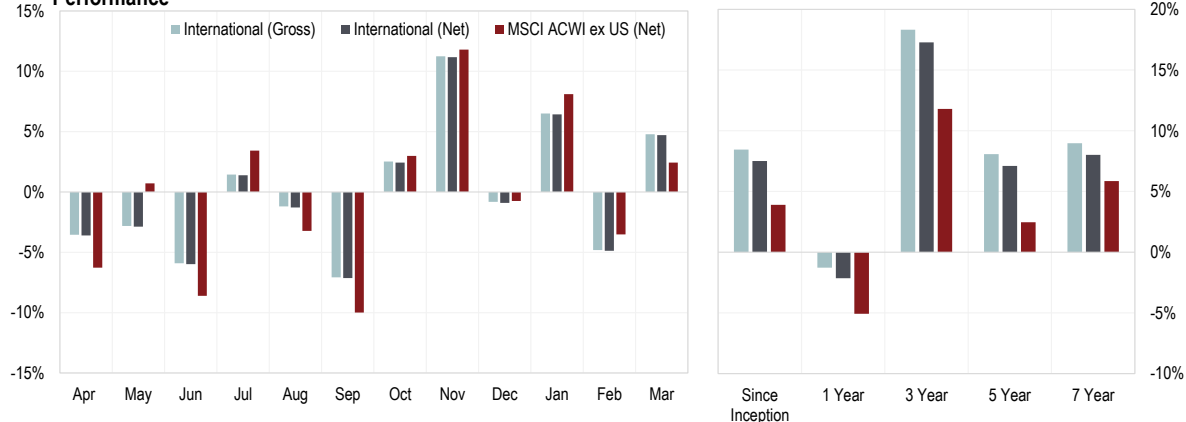 Performance
15%
International (Gross) International (Net) MSCI ACWI ex US (Net)
10%
5%
0%
-5%
-10%
-15%
Apr May Jun Jul Aug Sep Oct Nov Dec Jan Feb Mar
20%
15%
10%
5%
0%
-5%
-10%
Since
Inception
1 Year 3 Year 5 Year 7 Year